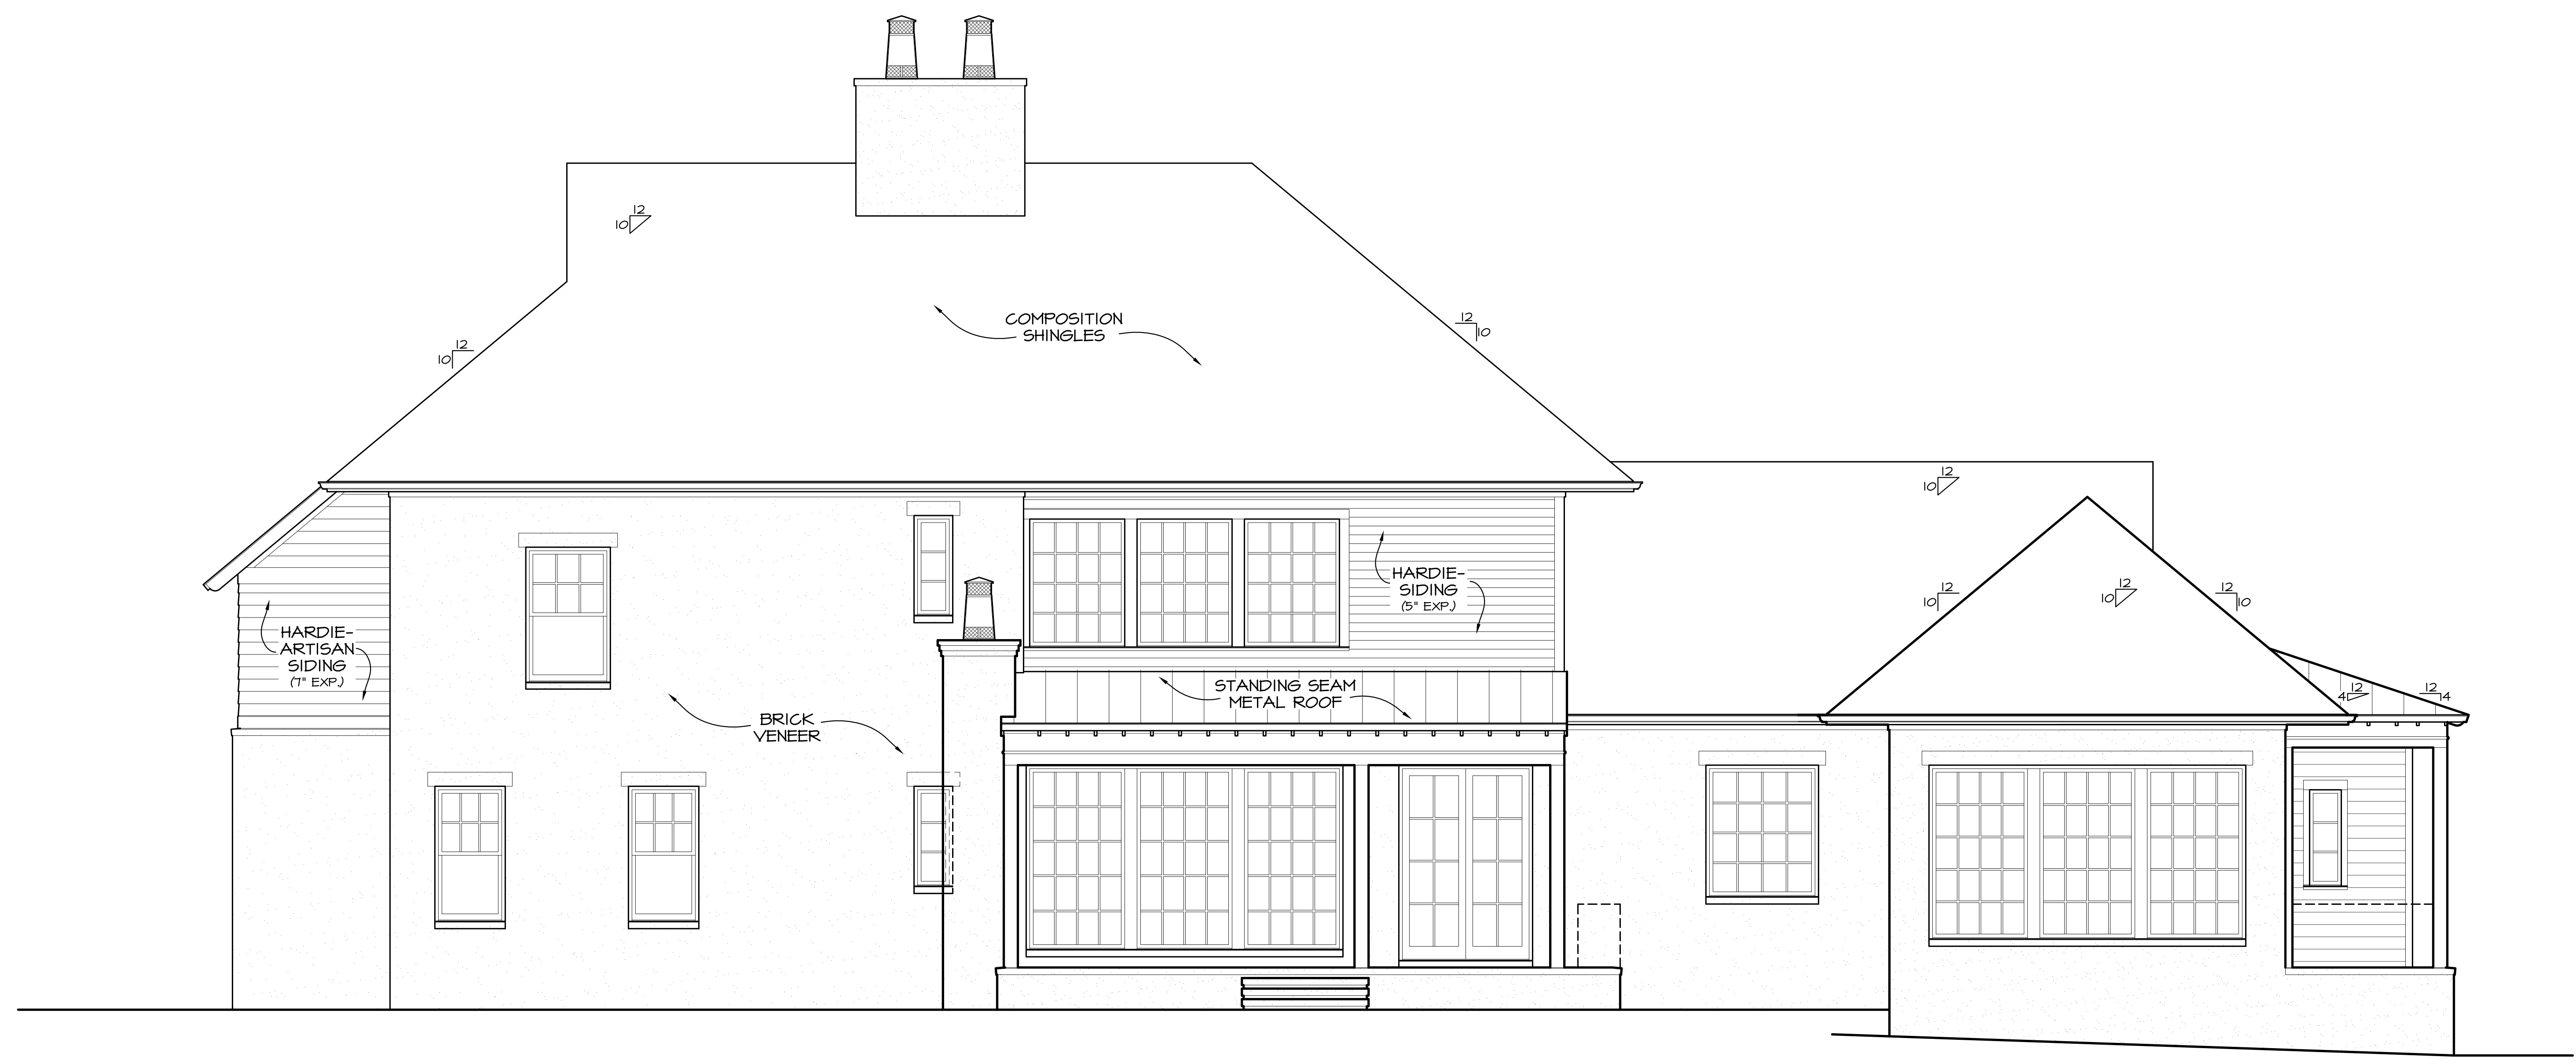 12
10
COMPOSITION
SHINGLES
12
10
12
10
12
10
HARDIE-
SIDING
(5" EXP.)
12
10
12
10
12
10
HARDIE-
ARTISAN
SIDING
(7" EXP.)
STANDING SEAM
METAL ROOF
12
4
12
4
BRICK
VENEER